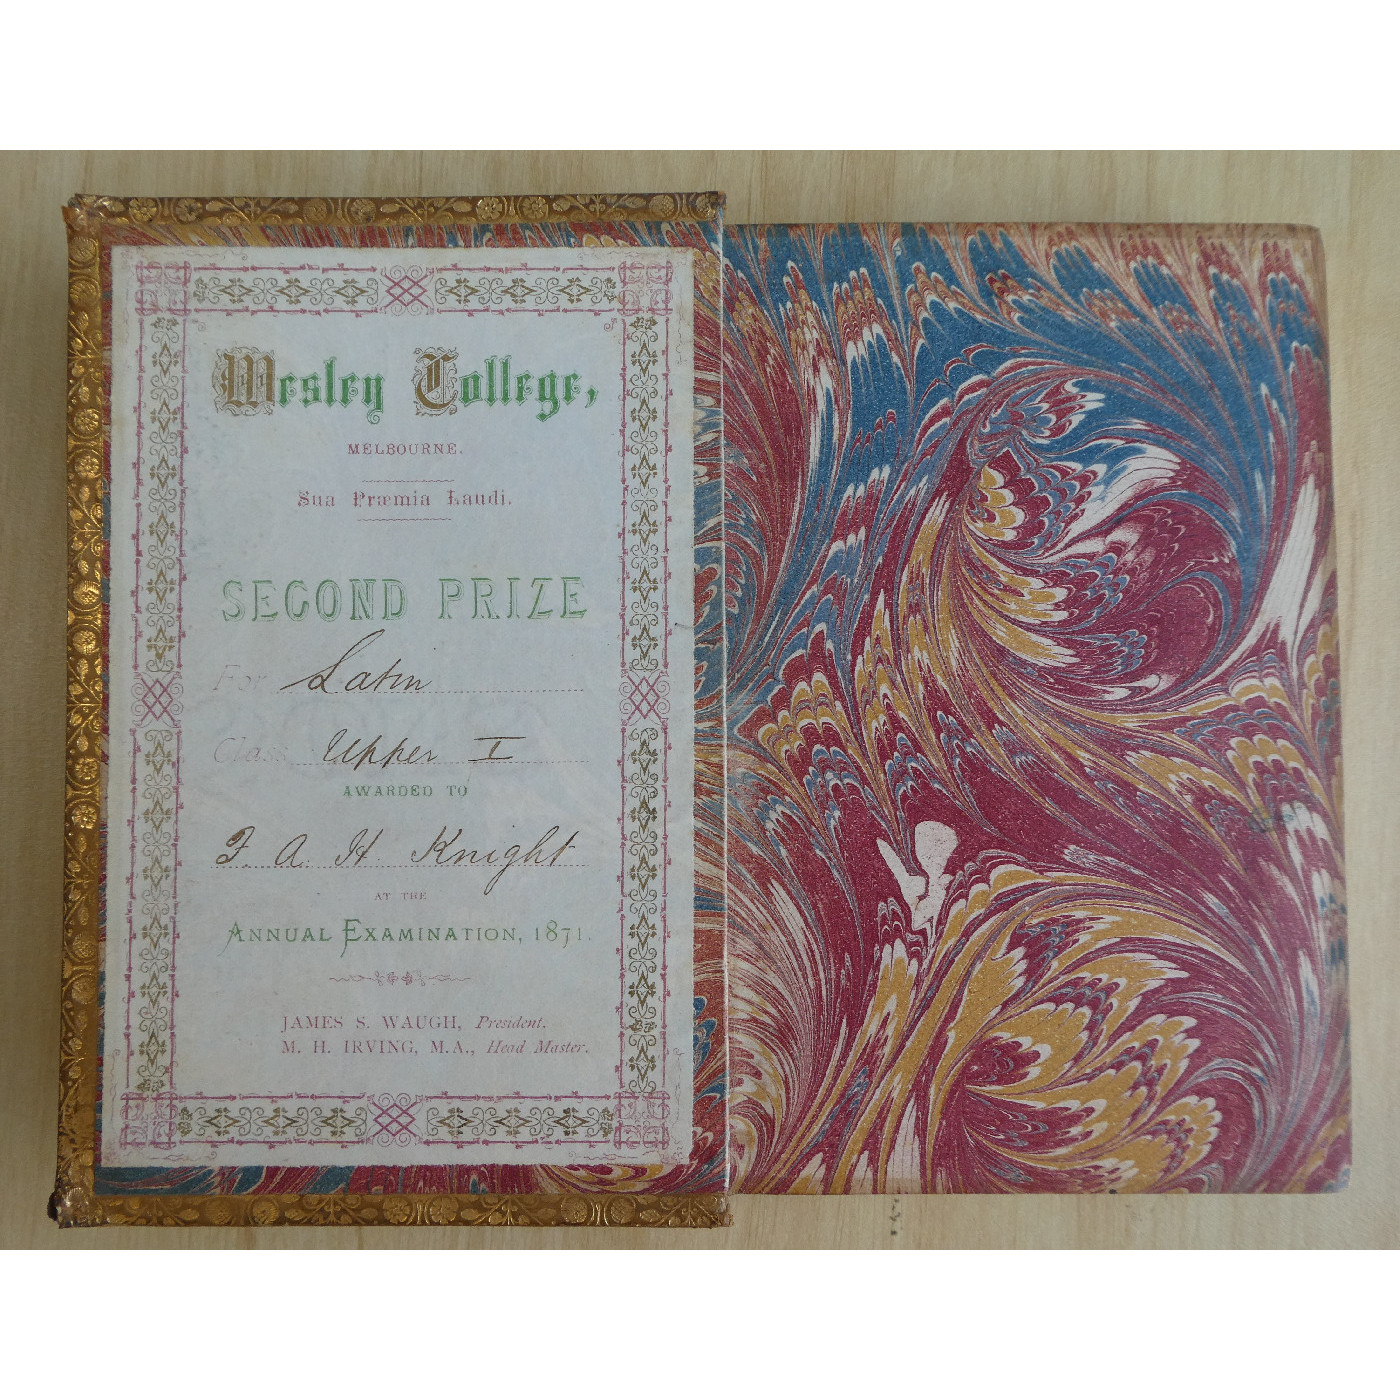 Wesley College,
MELBOURNE.
Sua Præmia Laudi.
SECOND PRIZE
For Latin
Class Upper I
AWARDED TO
F. A. H. Knight
AT THE
ANNUAL EXAMINATION, 1871.
JAMES S. WAUGH, President.
M. H. IRVING, M.A., Head Master.